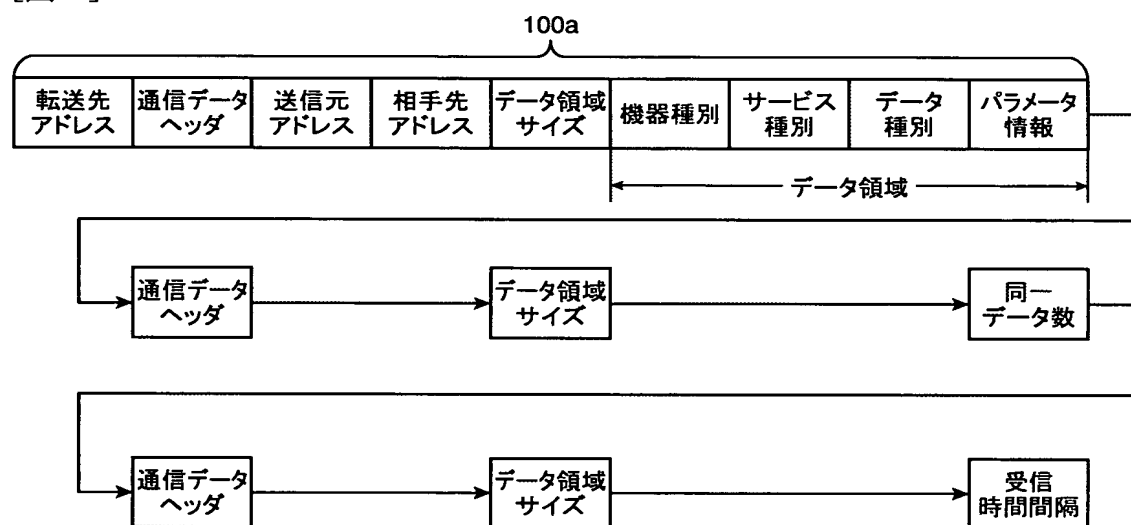 100a
転送先
アドレス
通信データ
ヘッダ
送信元
アドレス
相手先
アドレス
データ領域
サイズ
機器種別
サービス
種別
データ
種別
パラメータ
情報
データ領域
通信データ
ヘッダ
データ領域
サイズ
同一
データ数
通信データ
ヘッダ
データ領域
サイズ
受信
時間間隔